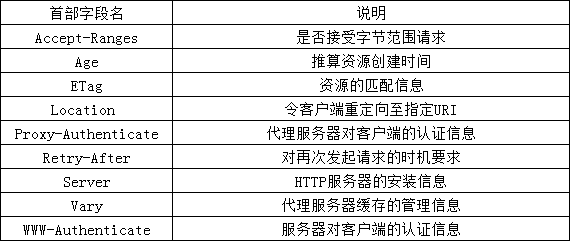 首部字段名 说明
Accept-Ranges 是否接受字节范围请求
Age 推算资源创建时间
ETag 资源的匹配信息
Location 令客户端重定向至指定URI
Proxy-Authenticate 代理服务器对客户端的认证信息
Retry-After 对再次发起请求的时机要求
Server HTTP服务器的安装信息
Vary 代理服务器缓存的管理信息
WWW-Authenticate 服务器对客户端的认证信息